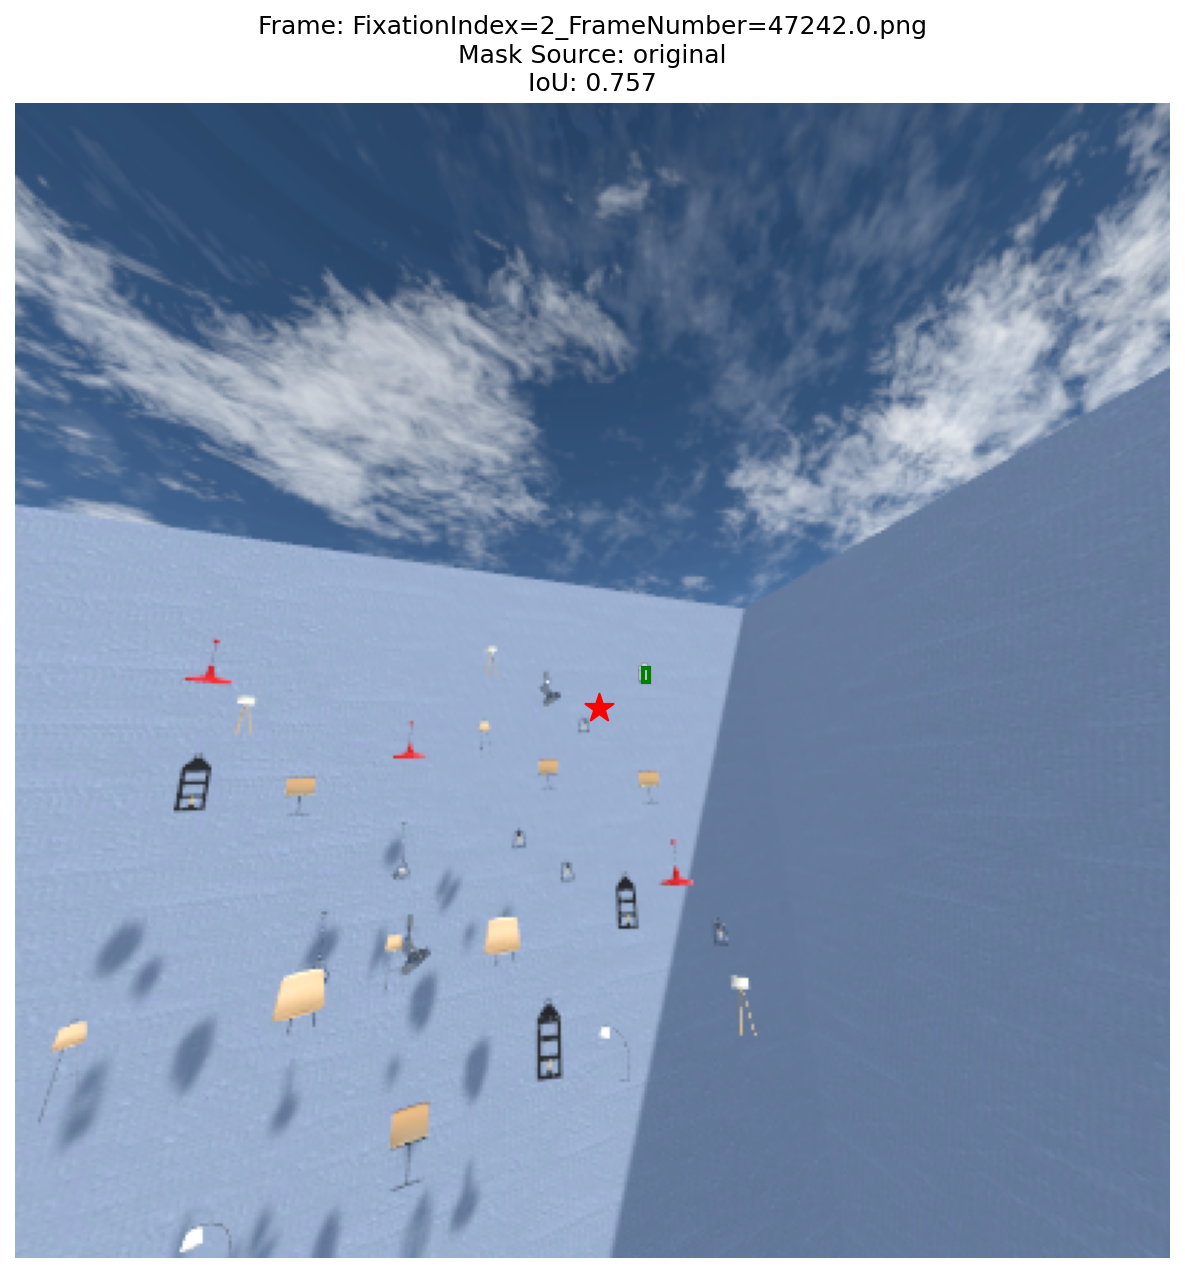 Frame: FixationIndex=2_FrameNumber=47242.0.png
Mask Source: original
IoU: 0.757